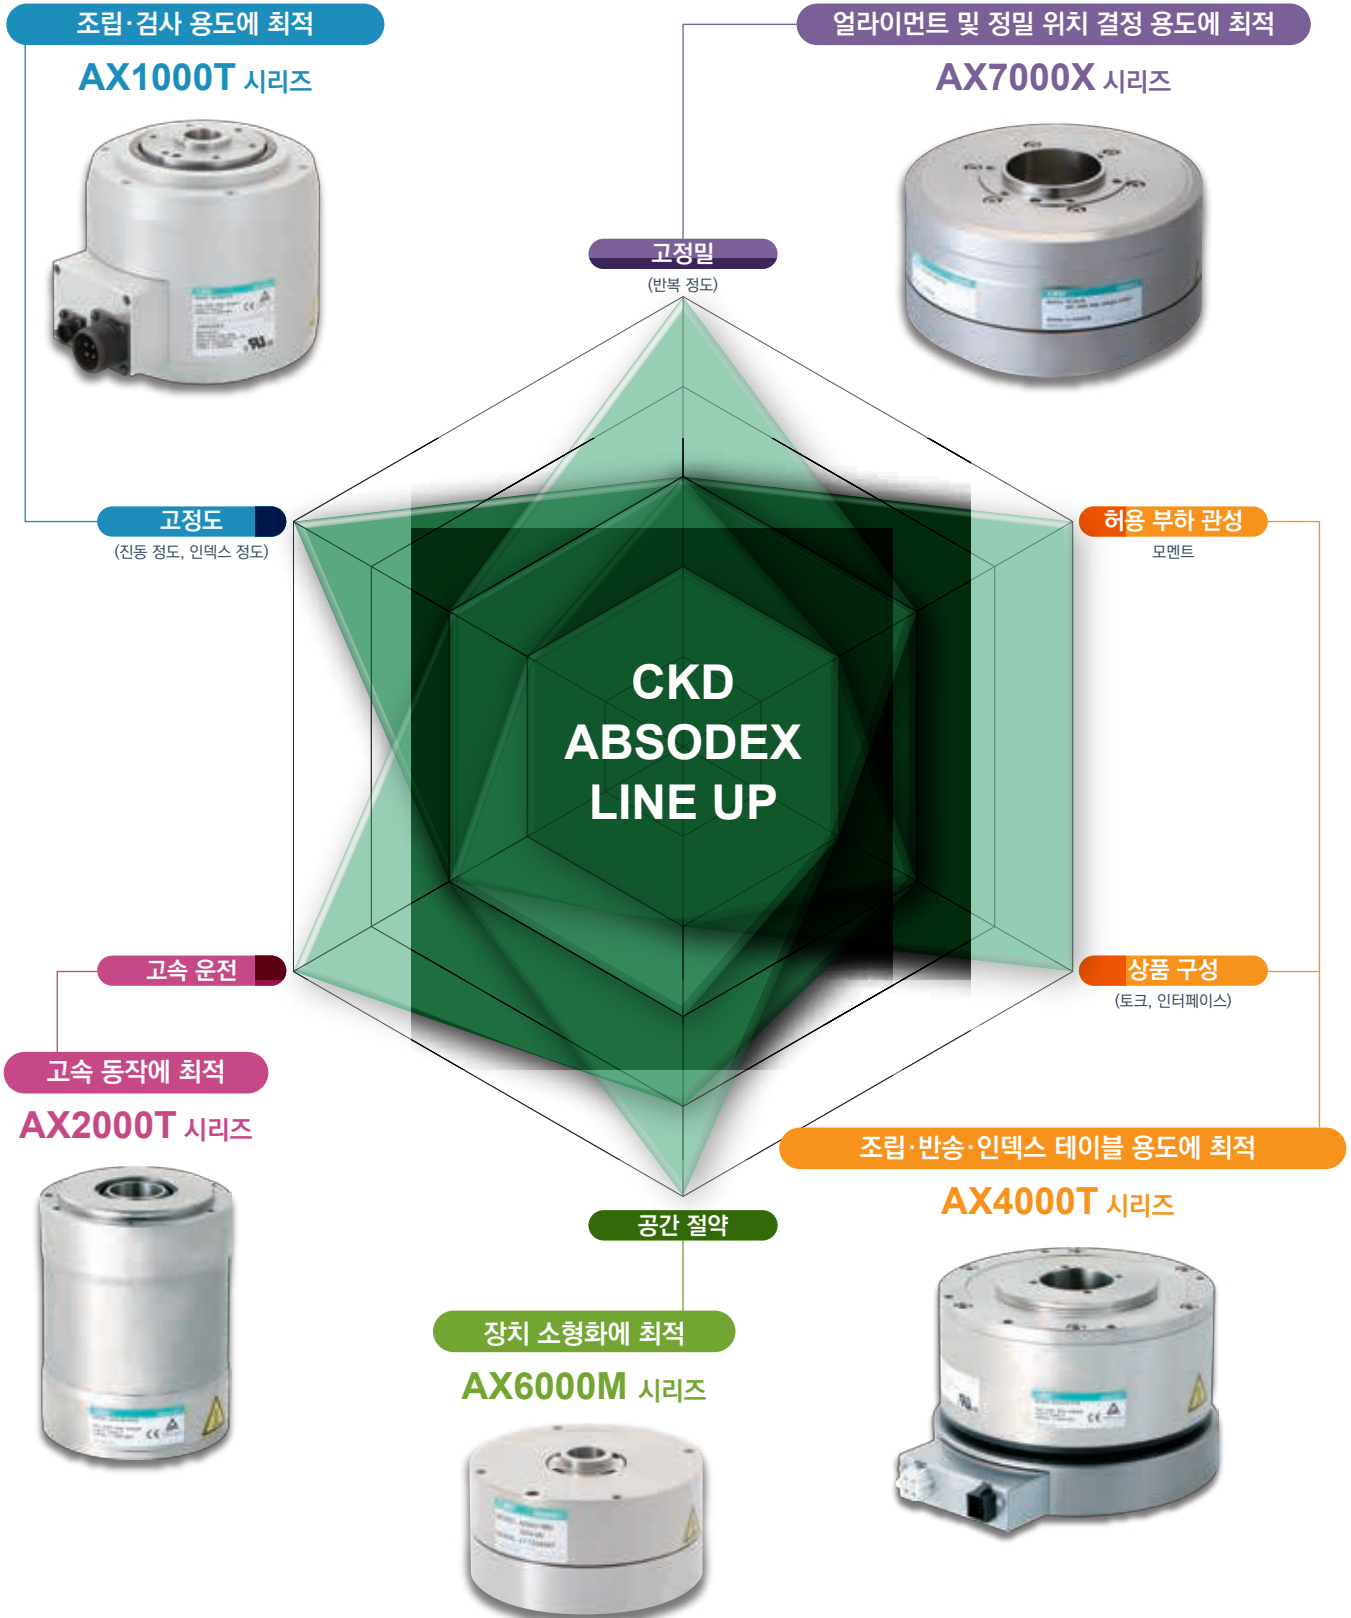 조립·검사 용도에 최적
AX1000T 시리즈
얼라이먼트 및 정밀 위치 결정 용도에 최적
AX7000X 시리즈
고정밀
(반복 정도)
고정도
(진동 정도, 인덱스 정도)
허용 부하 관성
모멘트
CKD
ABSODEX
LINE UP
고속 운전
상품 구성
(토크, 인터페이스)
고속 동작에 최적
AX2000T 시리즈
조립·반송·인덱스 테이블 용도에 최적
AX4000T 시리즈
공간 절약
장치 소형화에 최적
AX6000M 시리즈